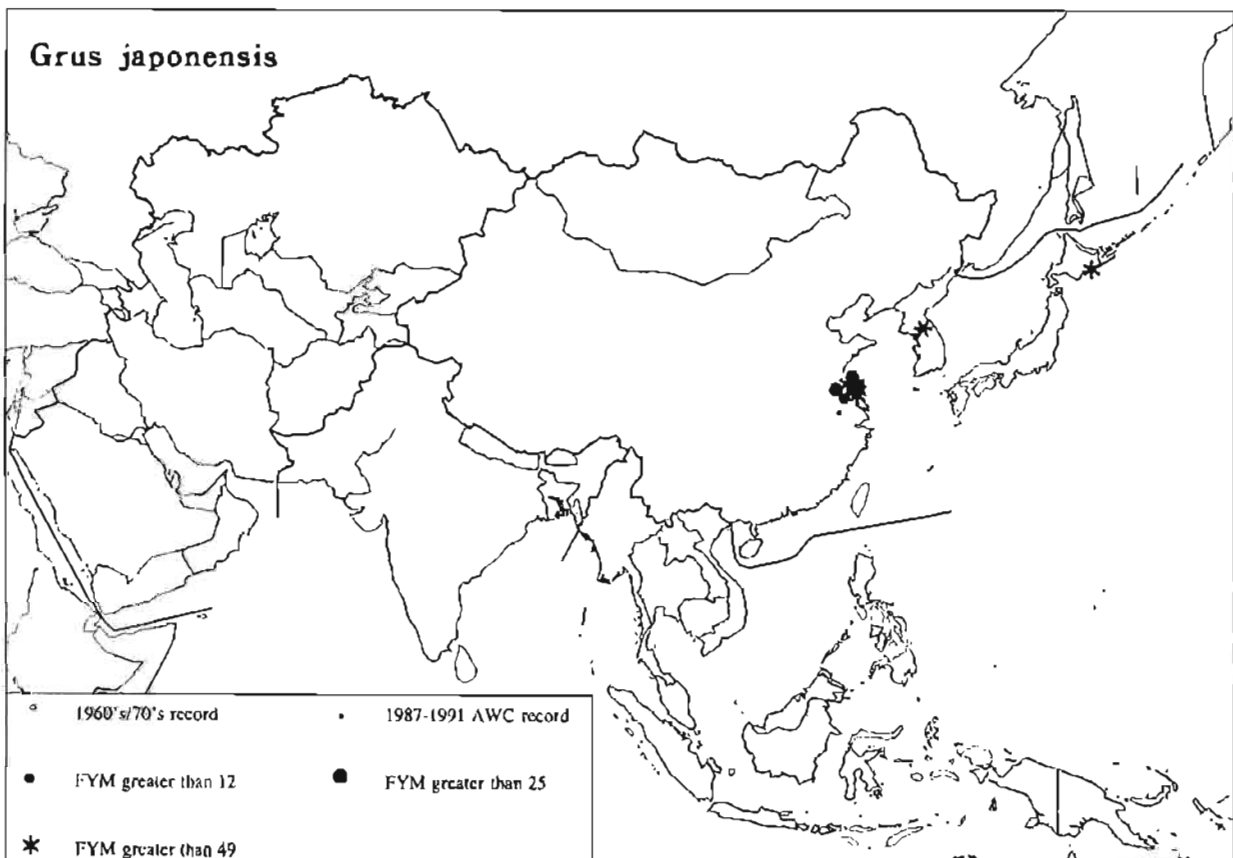 Grus japonensis
1960's/70's record
1987-1991 AWC record
FYM greater than 12
FYM greater than 25
FYM greater than 49